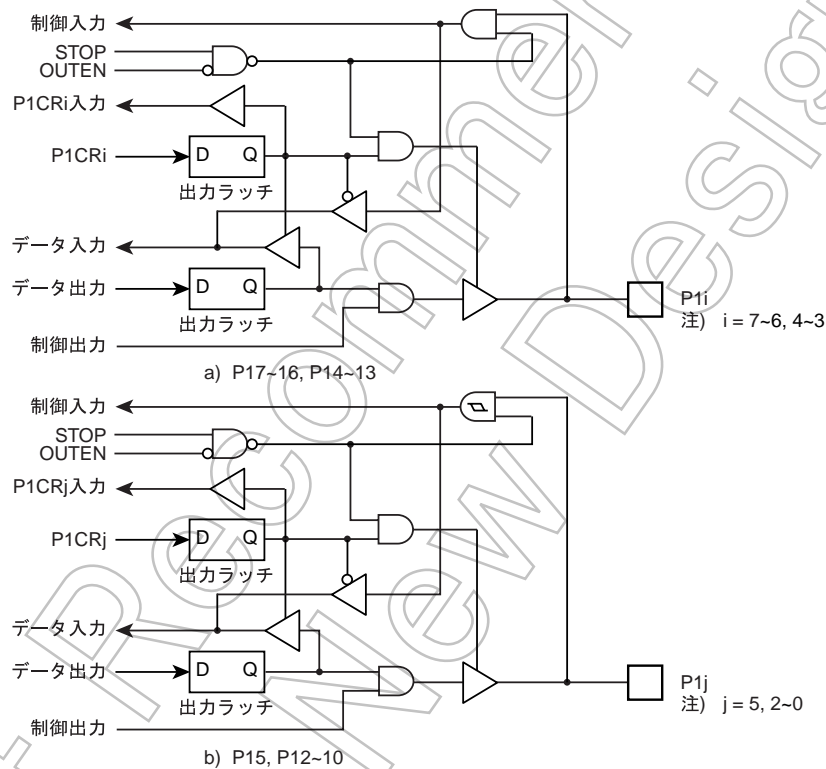 制御入力
STOP
OUTEN
P1CRi入力
P1CRi
D Q
出力ラッチ
データ入力
データ出力
D Q
出力ラッチ
制御出力
P1i
注) i = 7~6, 4~3
a) P17~16, P14~13
制御入力
STOP
OUTEN
P1CRj入力
P1CRj
D Q
出力ラッチ
データ入力
データ出力
D Q
出力ラッチ
制御出力
P1j
注) j = 5, 2~0
b) P15, P12~10